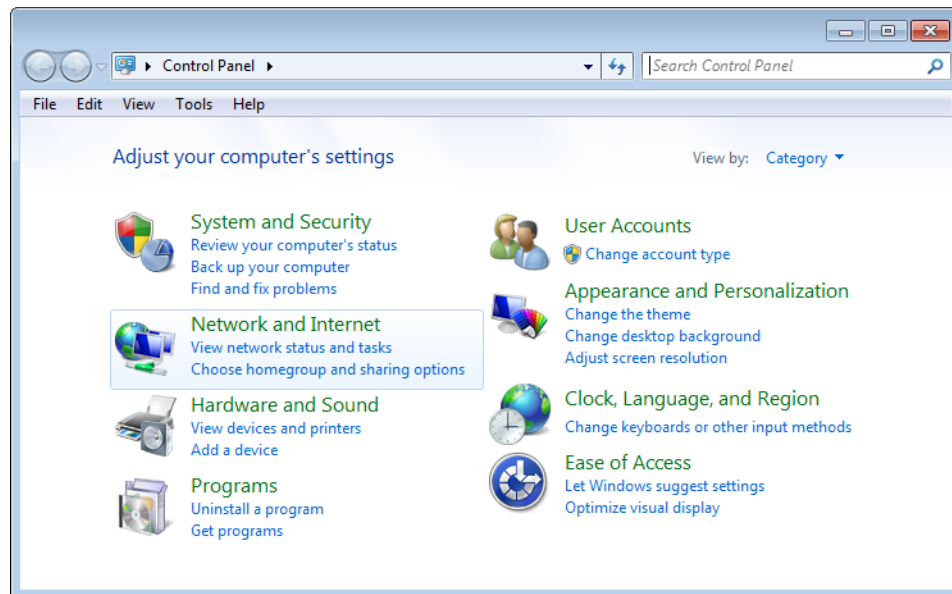 Control Panel
Search Control Panel
File Edit View Tools Help
Adjust your computer's settings
View by: Category
System and Security
Review your computer's status
Back up your computer
Find and fix problems
Network and Internet
View network status and tasks
Choose homegroup and sharing options
Hardware and Sound
View devices and printers
Add a device
Programs
Uninstall a program
Get programs
User Accounts
Change account type
Appearance and Personalization
Change the theme
Change desktop background
Adjust screen resolution
Clock, Language, and Region
Change keyboards or other input methods
Ease of Access
Let Windows suggest settings
Optimize visual display